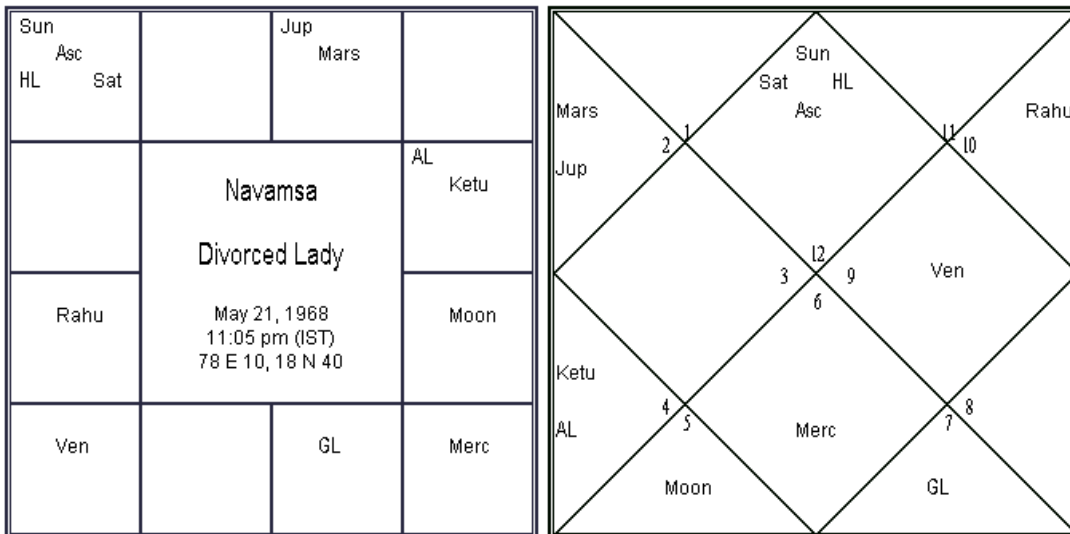 Sun
Asc
HL Sat
Jup
Mars
AL
Ketu
Navamsa
Divorced Lady
May 21, 1968
11:05 pm (IST)
78 E 10, 18 N 40
Rahu
Moon
Ven
GL
Merc
Sun
Sat HL
Asc
Mars
Rahu
1
11
2
10
Jup
12
3
9
Ven
6
Ketu
4
8
5
7
AL
Merc
Moon
GL